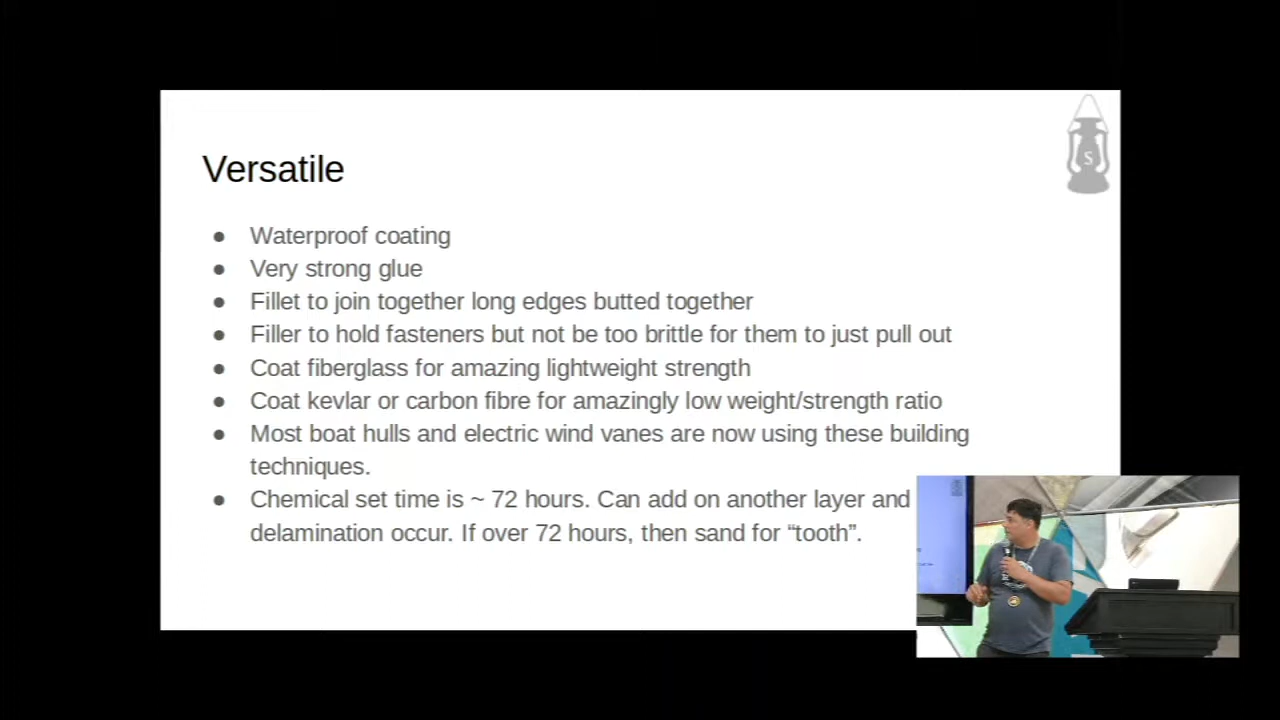 Versatile
S
● Waterproof coating
● Very strong glue
● Fillet to join together long edges butted together
● Filler to hold fasteners but not be too brittle for them to just pull out
● Coat fiberglass for amazing lightweight strength
● Coat kevlar or carbon fibre for amazingly low weight/strength ratio
● Most boat hulls and electric wind vanes are now using these building
techniques.
● Chemical set time is ~ 72 hours. Can add on another layer and
delamination occur. If over 72 hours, then sand for “tooth”.